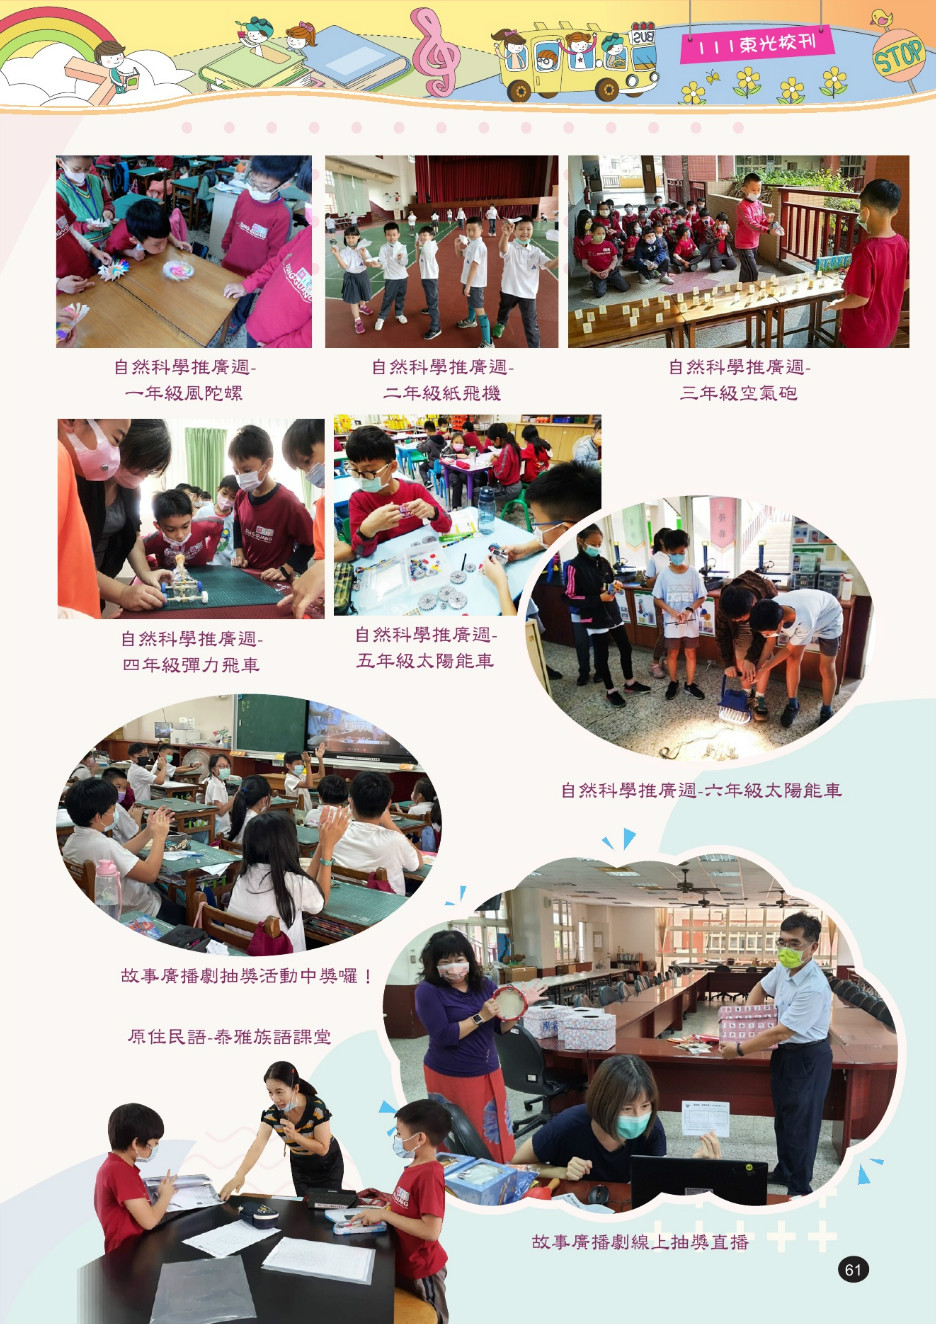 BUS
111東光校刊
STOP
自然科學推廣週-
一年級風陀螺
自然科學推廣週-
二年級紙飛機
自然科學推廣週-
三年級空氣砲
自然科學推廣週-
四年級彈力飛車
自然科學推廣週-
五年級太陽能車
自然科學推廣週-六年級太陽能車
故事廣播劇抽獎活動中獎囉！
原住民語-泰雅族語課堂
故事廣播劇線上抽獎直播
61